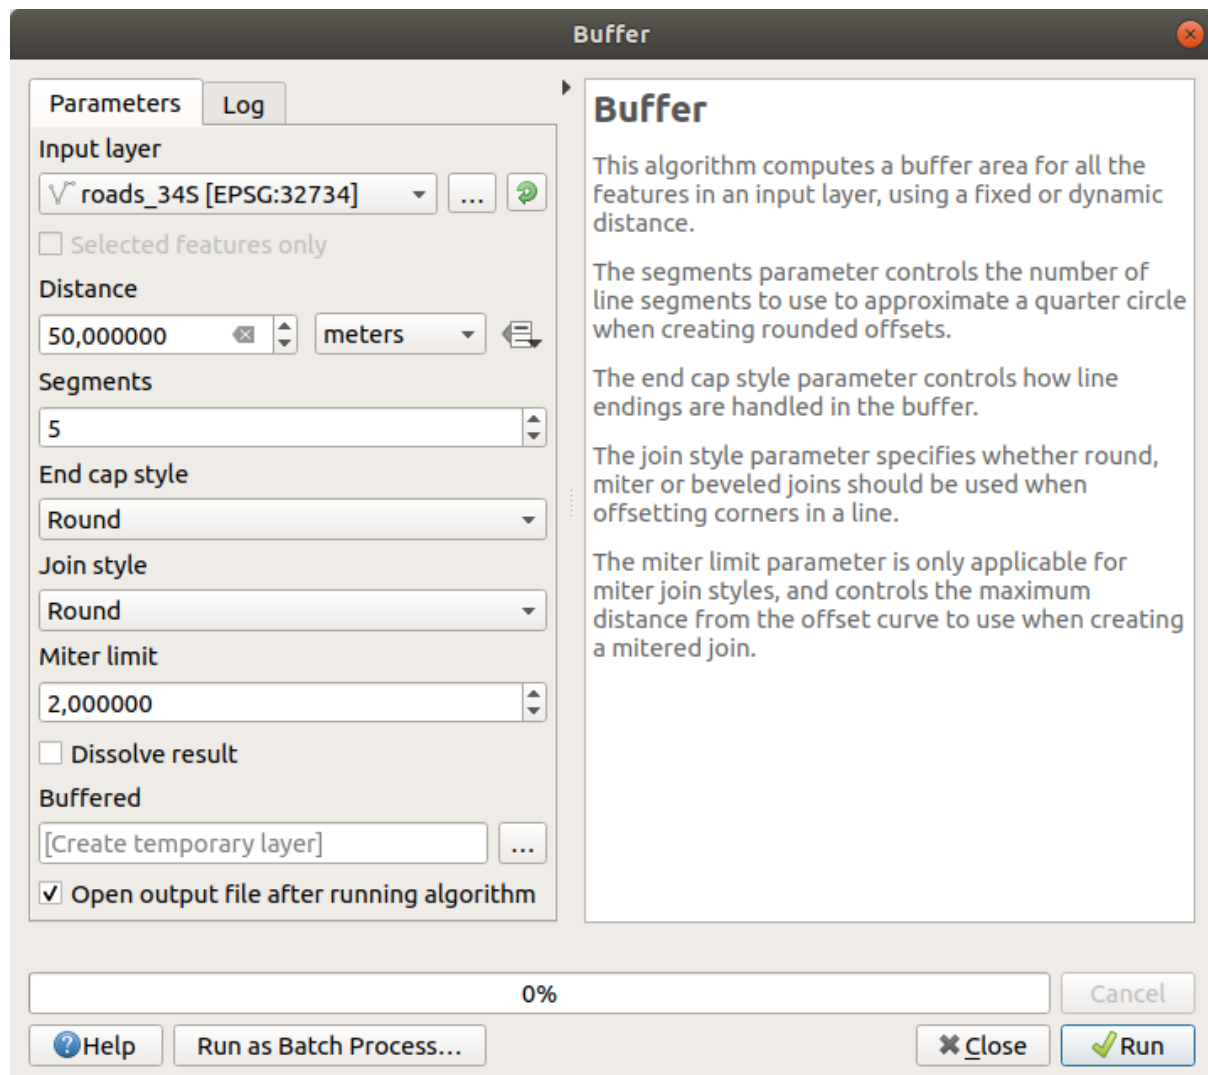 Buffer
Parameters
Log
Input layer
roads_34S [EPSG:32734]
...
Selected features only
Distance
50,000000
meters
Segments
5
End cap style
Round
Join style
Round
Miter limit
2,000000
Dissolve result
Buffered
[Create temporary layer]
...
Open output file after running algorithm
Buffer
This algorithm computes a buffer area for all the
features in an input layer, using a fixed or dynamic
distance.
The segments parameter controls the number of
line segments to use to approximate a quarter circle
when creating rounded offsets.
The end cap style parameter controls how line
endings are handled in the buffer.
The join style parameter specifies whether round,
miter or beveled joins should be used when
offsetting corners in a line.
The miter limit parameter is only applicable for
miter join styles, and controls the maximum
distance from the offset curve to use when creating
a mitered join.
0%
Cancel
Help
Run as Batch Process...
Close
Run